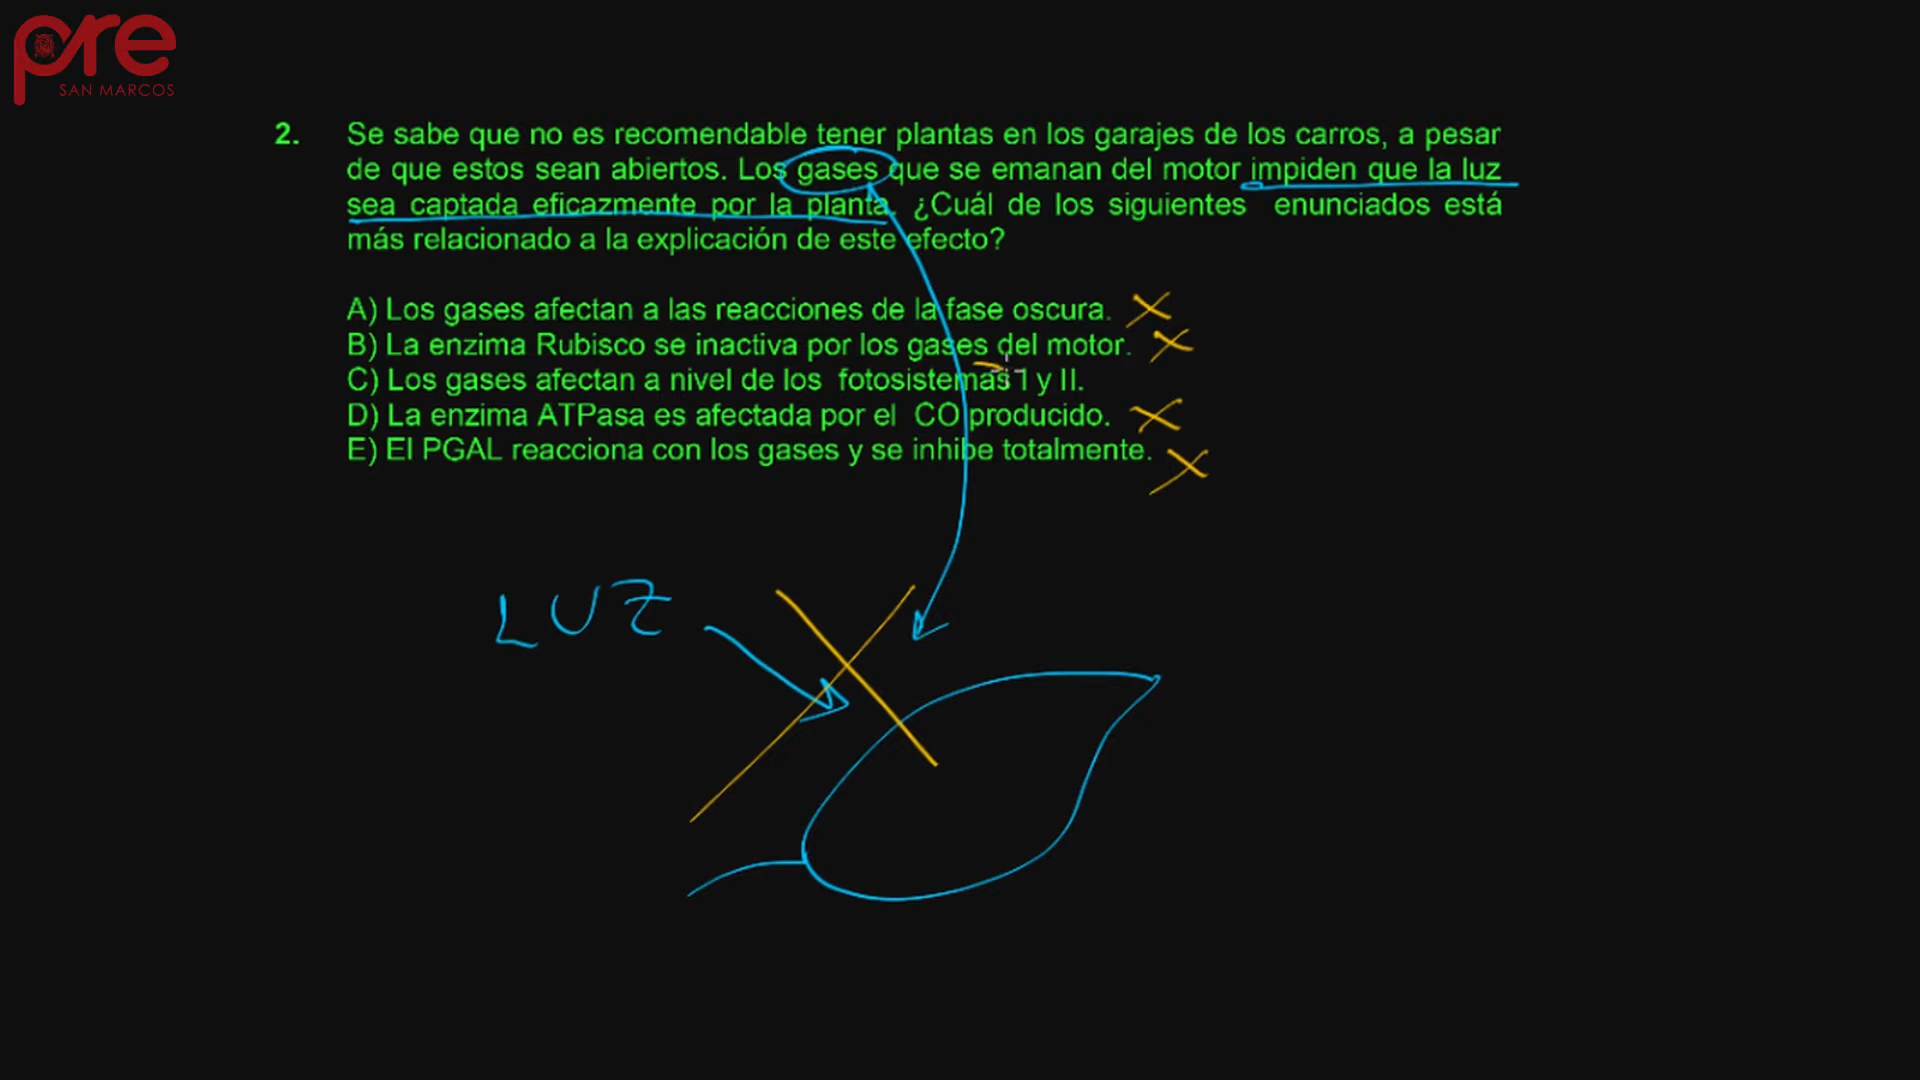 pre
SAN MARCOS
2. Se sabe que no es recomendable tener plantas en los garajes de los carros, a pesar
de que estos sean abiertos. Los gases que se emanan del motor impiden que la luz
sea captada eficazmente por la planta. ¿Cuál de los siguientes enunciados está
más relacionado a la explicación de este efecto?
A) Los gases afectan a las reacciones de la fase oscura.
B) La enzima Rubisco se inactiva por los gases del motor.
C) Los gases afectan a nivel de los fotosistemas I y II.
D) La enzima ATPasa es afectada por el CO producido.
E) El PGAL reacciona con los gases y se inhibe totalmente.
LUZ